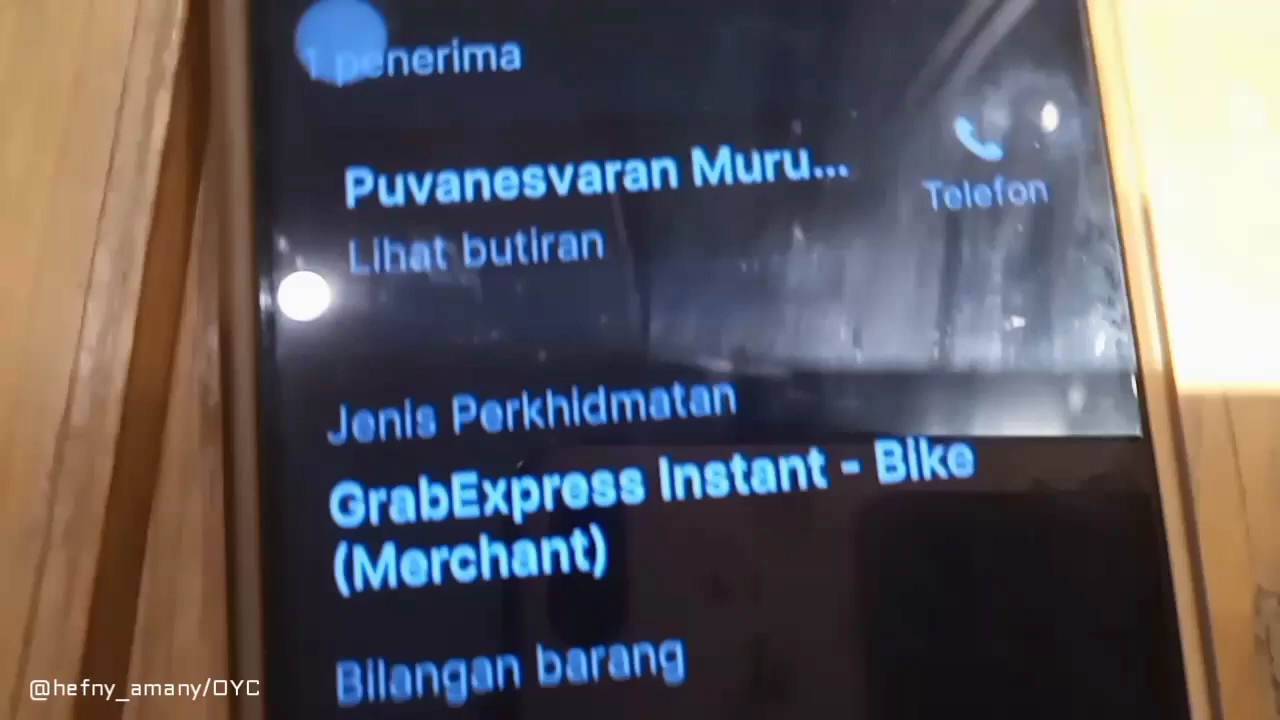 1 penerima
Puvanesvaran Muru...
Telefon
Lihat butiran
Jenis Perkhidmatan
GrabExpress Instant - Bike
(Merchant)
Bilangan barang
@hefny_amany/OYC